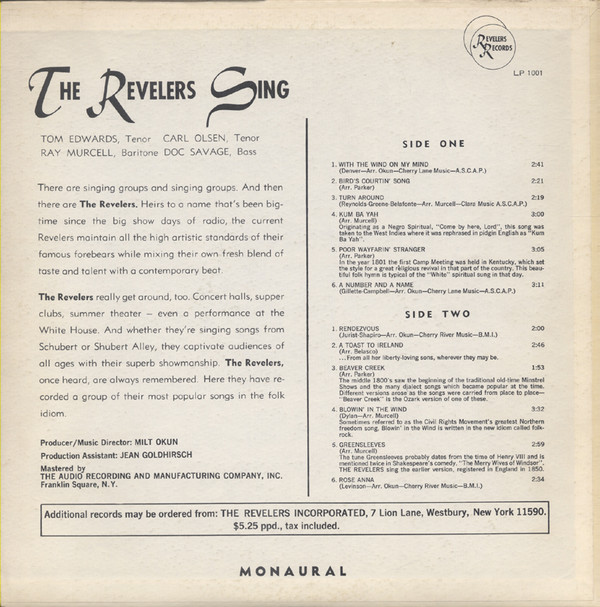 REVELERS
RECORDS
LP 1001
THE REVELERS SING
TOM EDWARDS, Tenor CARL OLSEN, Tenor
RAY MURCELL, Baritone DOC SAVAGE, Bass
There are singing groups and singing groups. And then
there are The Revelers. Heirs to a name that's been big-
time since the big show days of radio, the current
Revelers maintain all the high artistic standards of their
famous forebears while mixing their own fresh blend of
taste and talent with a contemporary beat.
The Revelers really get around, too. Concert halls, supper
clubs, summer theater – even a performance at the
White House. And whether they're singing songs from
Schubert or Shubert Alley, they captivate audiences of
all ages with their superb showmanship. The Revelers,
once heard, are always remembered. Here they have re-
corded a group of their most popular songs in the folk
idiom.
Producer/Music Director: MILT OKUN
Production Assistant: JEAN GOLDHIRSCH
Mastered by
THE AUDIO RECORDING AND MANUFACTURING COMPANY, INC.
Franklin Square, N.Y.
SIDE ONE
1. WITH THE WIND ON MY MIND 2:41
(Denver—Arr. Okun—Cherry Lane Music—A.S.C.A.P.)
2. BIRD'S COURTIN' SONG 2:21
(Arr. Parker)
3. TURN AROUND 2:19
(Reynolds-Greene-Belafonte—Arr. Murcell—Clara Music A.S.C.A.P.)
4. KUM BA YAH 3:00
(Arr. Murcell)
Originating as a Negro Spiritual, "Come by here, Lord", this song was
taken to the West Indies where it was rephrased in pidgin English as "Kum
Ba Yah".
5. POOR WAYFARIN' STRANGER 3:05
(Arr. Parker)
In the year 1801 the first Camp Meeting was held in Kentucky, which set
the style for a great religious revival in that part of the country. This beau-
tiful folk hymn is typical of the "White" spiritual song in that day.
6. A NUMBER AND A NAME 3:11
(Gillette-Campbell—Arr. Okun—Cherry Lane Music—A.S.C.A.P.)
SIDE TWO
1. RENDEZVOUS 2:00
(Jurist-Shapiro—Arr. Okun—Cherry River Music—B.M.I.)
2. A TOAST TO IRELAND 2:46
(Arr. Belasco)
...From all her liberty-loving sons, wherever they may be.
3. BEAVER CREEK 1:53
(Arr. Parker)
The middle 1800's saw the beginning of the traditional old-time Minstrel
Shows and the many dialect songs which became popular at the time.
Different versions arose as the songs were carried from place to place—
"Beaver Creek" is the Ozark version of one of these.
4. BLOWIN' IN THE WIND 3:32
(Dylan—Arr. Murcell)
Sometimes referred to as the Civil Rights Movement's greatest Northern
freedom song, Blowin' in the Wind is written in the new idiom called folk-
rock.
5. GREENSLEEVES 2:59
(Arr. Murcell)
The tune Greensleeves probably dates from the time of Henry VIII and is
mentioned twice in Shakespeare's comedy, "The Merry Wives of Windsor".
THE REVELERS sing the earlier version, registered in England in 1850.
6. ROSE ANNA 2:34
(Levinson—Arr. Okun—Cherry River Music—B.M.I.)
Additional records may be ordered from: THE REVELERS INCORPORATED, 7 Lion Lane, Westbury, New York 11590.
$5.25 ppd., tax included.
MONAURAL